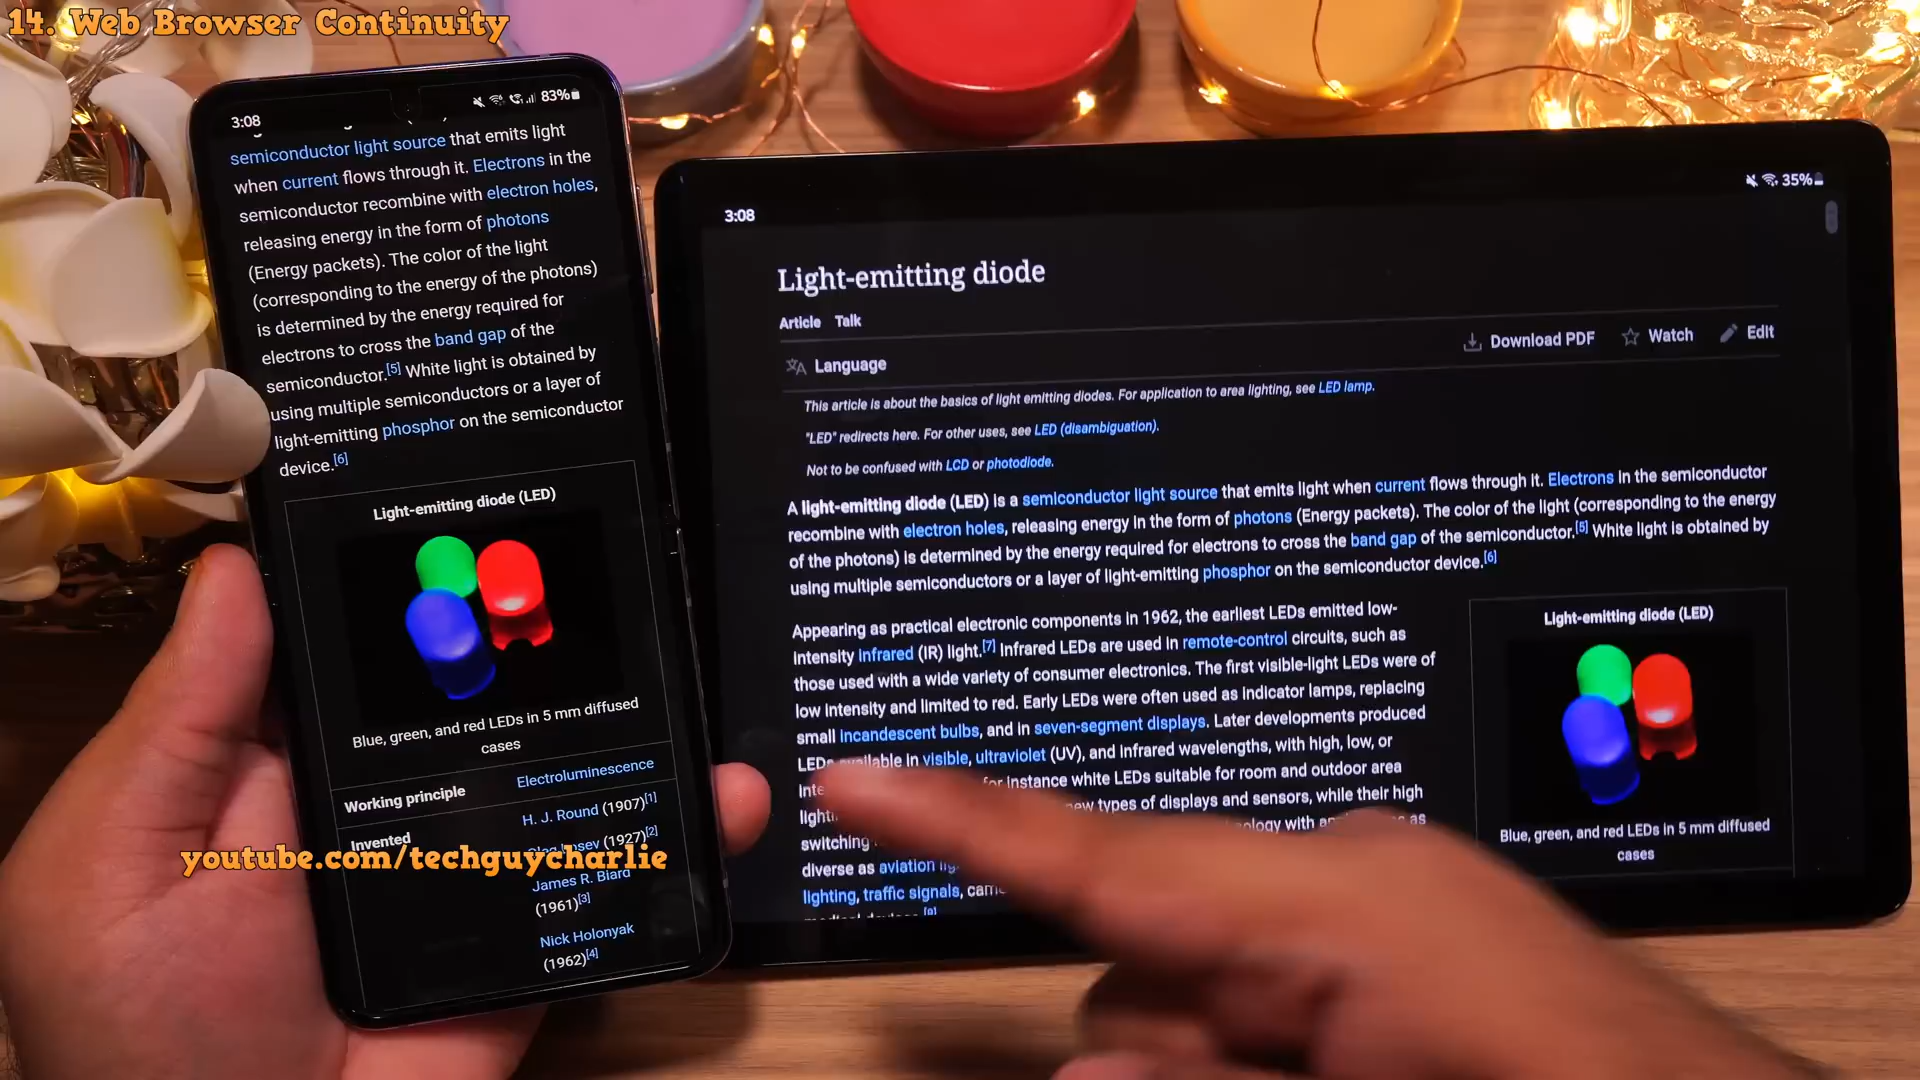 14. Web Browser Continuity
3:08
83%
semiconductor light source that emits light
when current flows through it. Electrons in the
semiconductor recombine with electron holes,
releasing energy in the form of photons
(Energy packets). The color of the light
(corresponding to the energy of the photons)
is determined by the energy required for
electrons to cross the band gap of the
semiconductor.[5] White light is obtained by
using multiple semiconductors or a layer of
light-emitting phosphor on the semiconductor
device.[6]
Light-emitting diode (LED)
Blue, green, and red LEDs in 5 mm diffused
cases
Working principle
Electroluminescence
Invented
H. J. Round (1907)[1]
(1927)[2]
James R. Biard
(1961)[3]
Nick Holonyak
(1962)[4]
youtube.com/techguycharlie
3:08
35%
Light-emitting diode
Article Talk
Language
Download PDF
Watch
Edit
This article is about the basics of light emitting diodes. For application to area lighting, see LED lamp.
"LED" redirects here. For other uses, see LED (disambiguation).
Not to be confused with LCD or photodiode.
A light-emitting diode (LED) is a semiconductor light source that emits light when current flows through it. Electrons in the semiconductor
recombine with electron holes, releasing energy in the form of photons (Energy packets). The color of the light (corresponding to the energy
of the photons) is determined by the energy required for electrons to cross the band gap of the semiconductor.[5] White light is obtained by
using multiple semiconductors or a layer of light-emitting phosphor on the semiconductor device.[6]
Appearing as practical electronic components in 1962, the earliest LEDs emitted low-
intensity infrared (IR) light.[7] Infrared LEDs are used in remote-control circuits, such as
those used with a wide variety of consumer electronics. The first visible-light LEDs were of
low intensity and limited to red. Early LEDs were often used as indicator lamps, replacing
small incandescent bulbs, and in seven-segment displays. Later developments produced
LEDs available in visible, ultraviolet (UV), and infrared wavelengths, with high, low, or
instance white LEDs suitable for room and outdoor area
new types of displays and sensors, while their high
switching
with as
diverse as aviation
lighting, traffic signals,
Light-emitting diode (LED)
Blue, green, and red LEDs in 5 mm diffused
cases